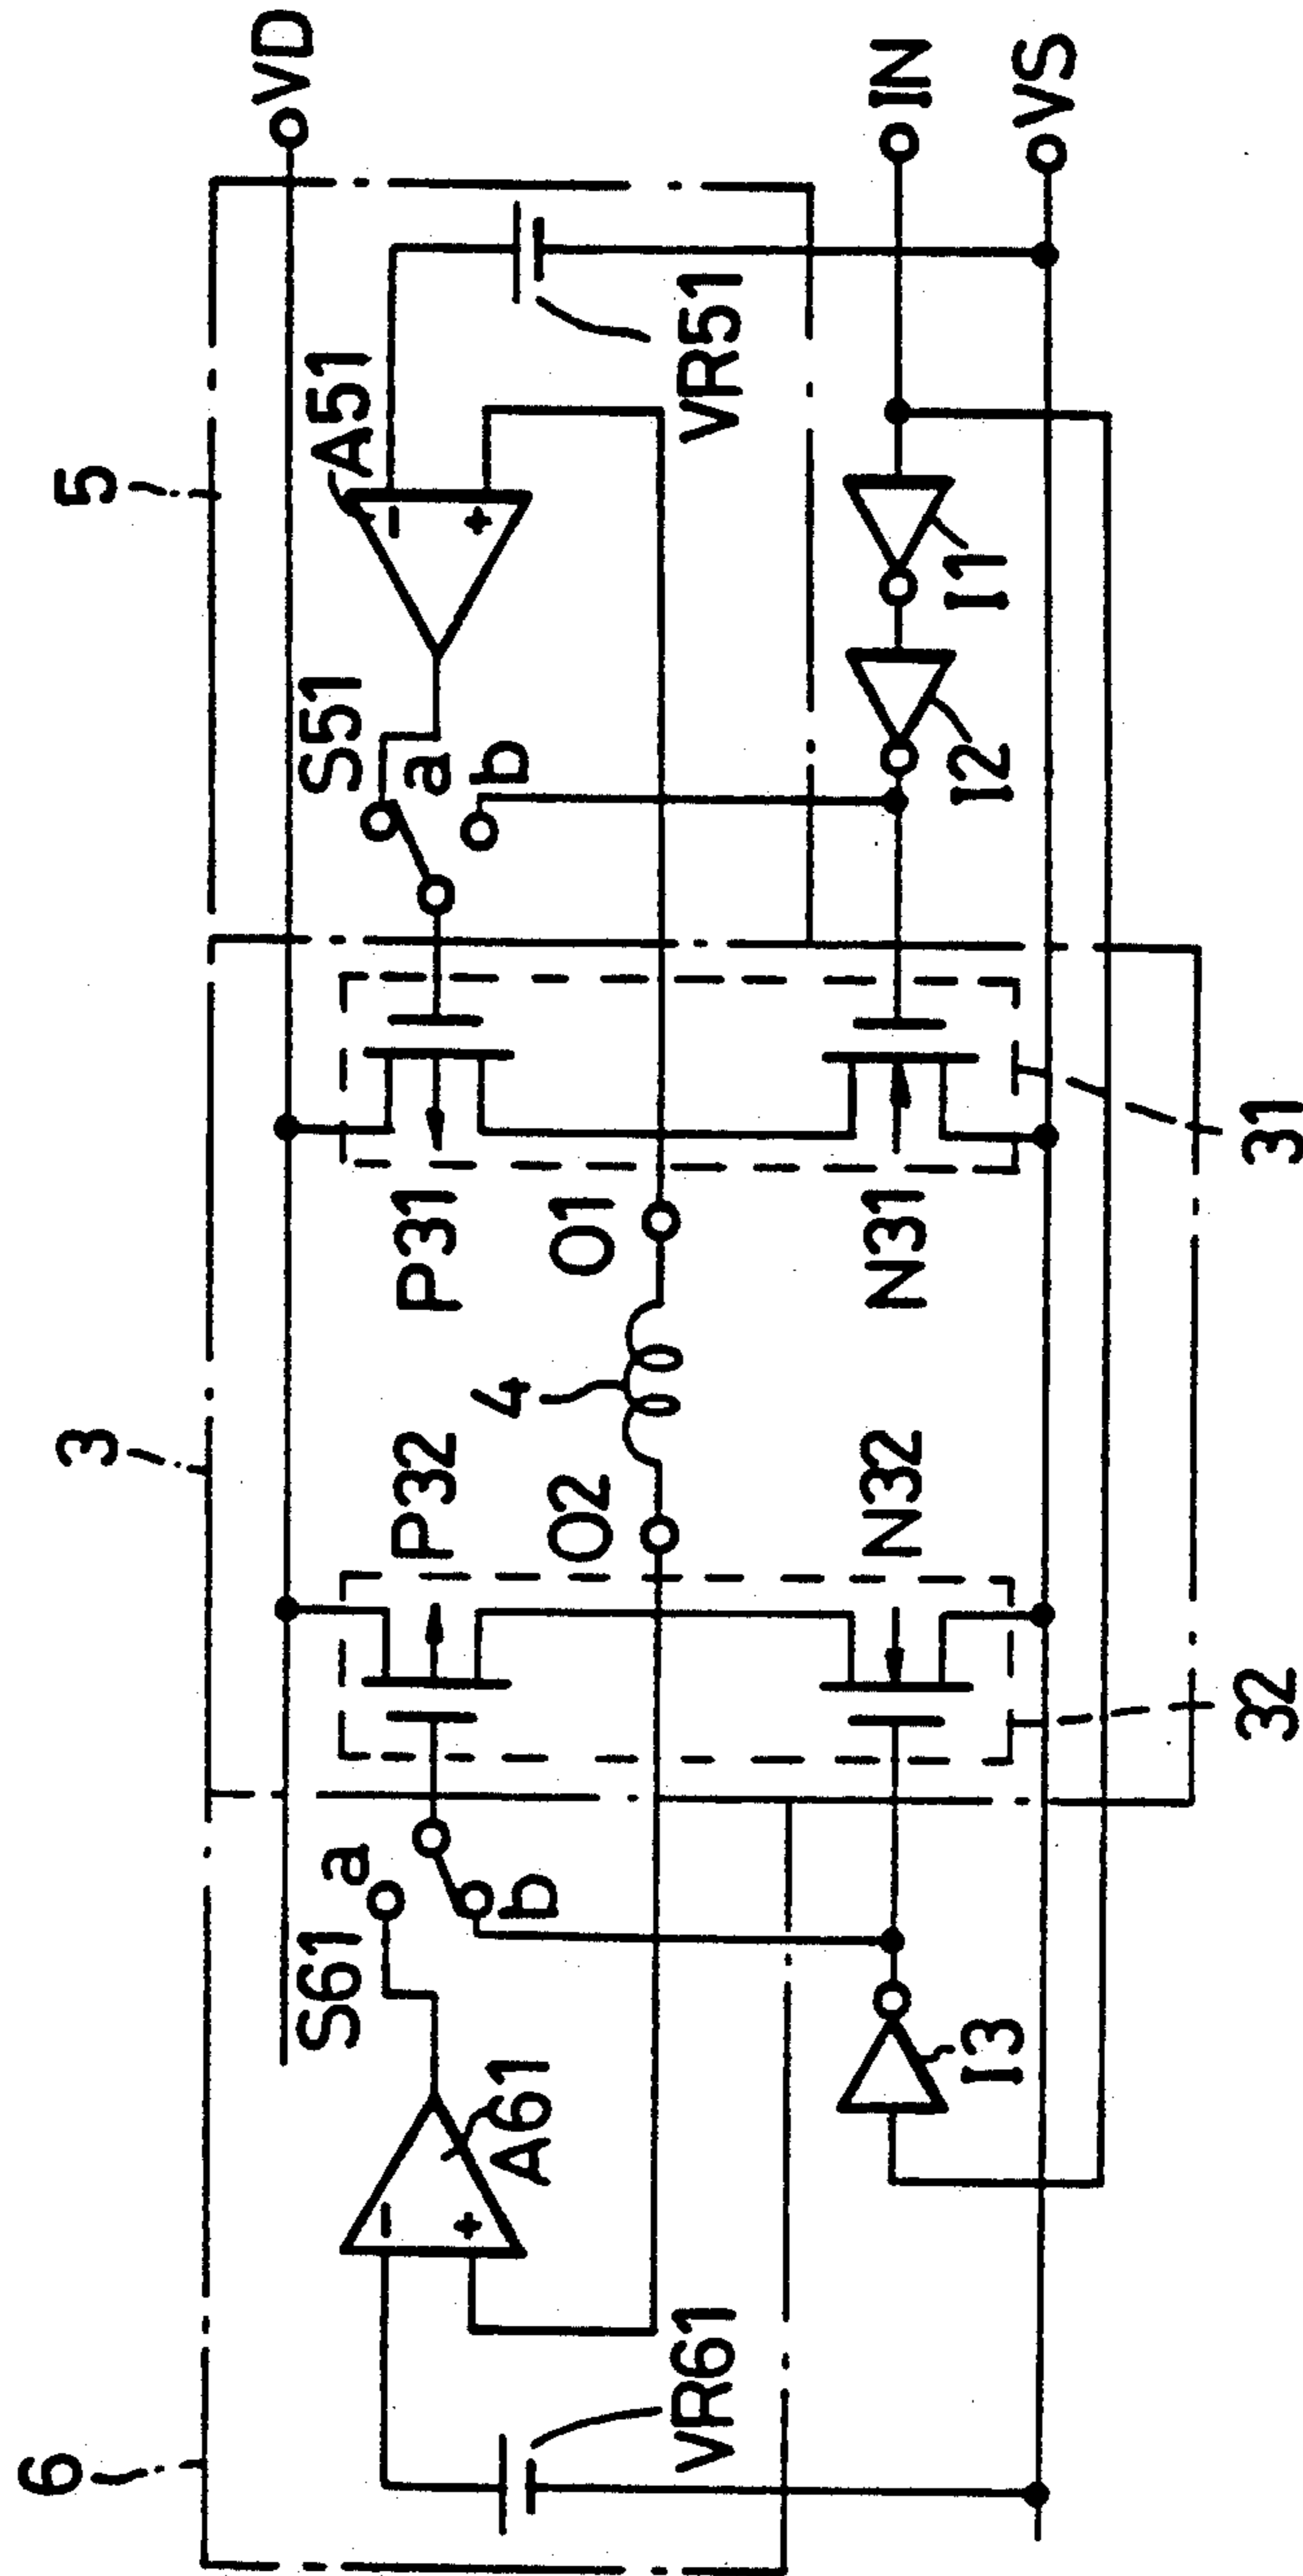 6
3
5
VR61
A61
S61
a
b
P32
O2
4
O1
P31
S51
a
b
A51
VR51
VD
-
+
-
+
N32
N31
I3
I2
I1
IN
VS
32
31